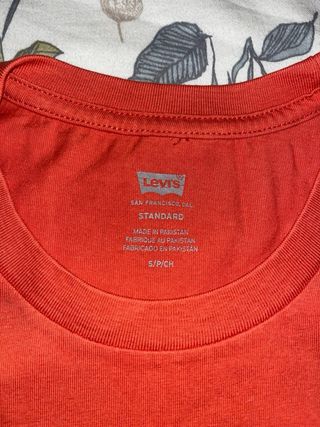 Levi's
SAN FRANCISCO, CAL.
STANDARD
MADE IN PAKISTAN
FABRIQUÉ AU PAKISTAN
FABRICADO EN PAKISTÁN
S/P/CH